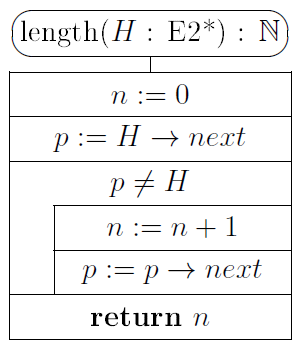 length(H : E2*) : ℕ
n := 0
p := H → next
p ≠ H
n := n + 1
p := p → next
return n